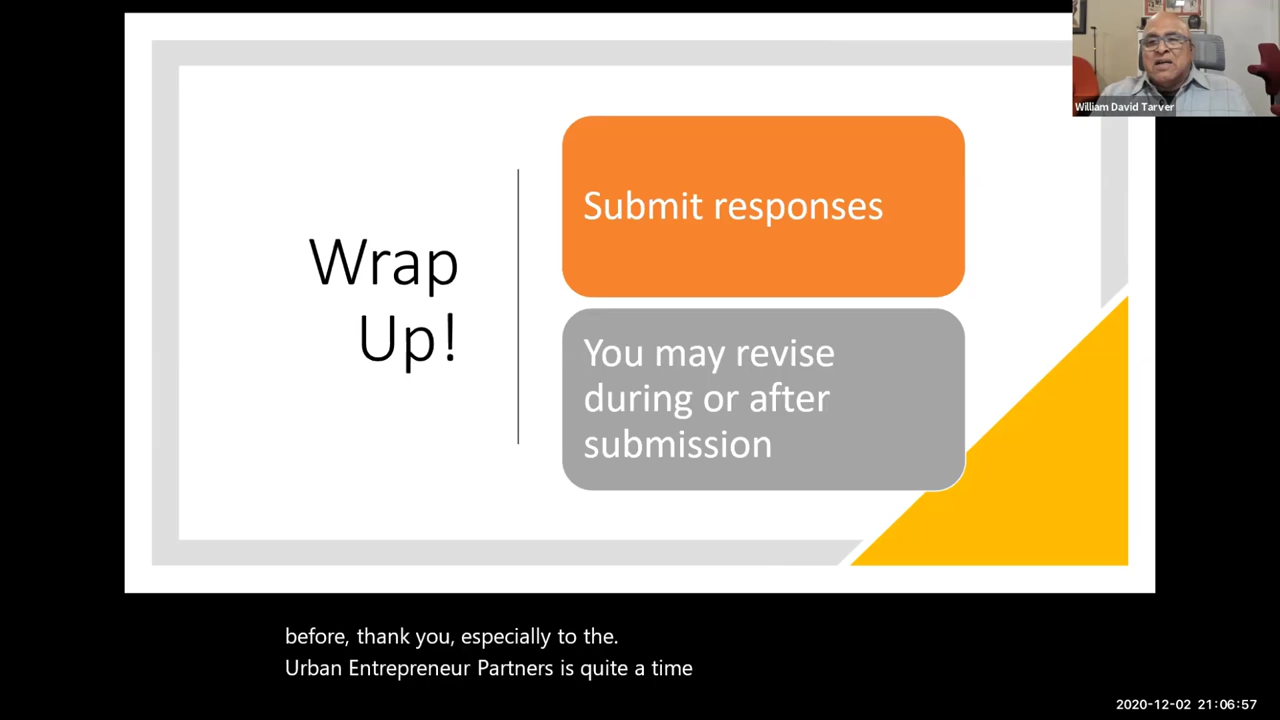 William David Tarver
Wrap
Up!
Submit responses
You may revise
during or after
submission
before, thank you, especially to the.
Urban Entrepreneur Partners is quite a time
2020-12-02 21:06:57